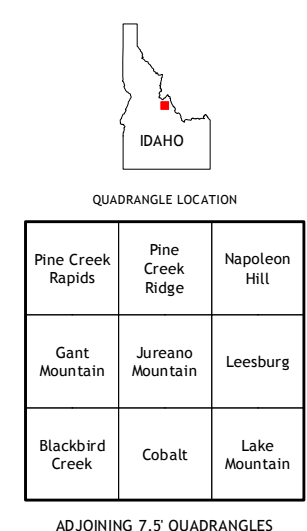 IDAHO
QUADRANGLE LOCATION
Pine Creek
Rapids
Pine
Creek
Ridge
Napoleon
Hill
Gant
Mountain
Jureano
Mountain
Leesburg
Blackbird
Creek
Cobalt
Lake
Mountain
ADJOINING 7.5' QUADRANGLES